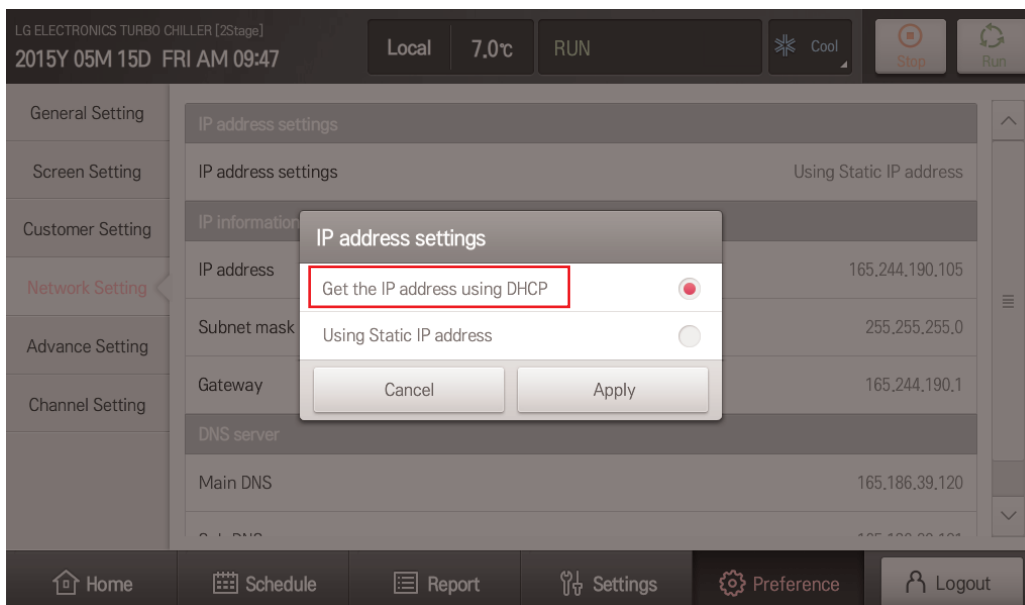 LG ELECTRONICS TURBO CHILLER [2Stage]
2015Y 05M 15D FRI AM 09:47
Local 7.0℃ RUN Cool Stop Run
General Setting
Screen Setting
Customer Setting
Network Setting
Advance Setting
Channel Setting
IP address settings
IP address settings Using Static IP address
IP information
IP address 165.244.190.105
Subnet mask 255.255.255.0
Gateway 165.244.190.1
DNS server
Main DNS 165.186.39.120
IP address settings
Get the IP address using DHCP
Using Static IP address
Cancel Apply
Home Schedule Report Settings Preference Logout